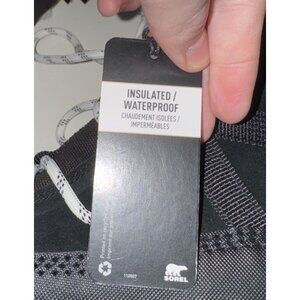 INSULATED /
WATERPROOF
CHAUDEMENT ISOLÉES /
IMPERMÉABLES
SOREL